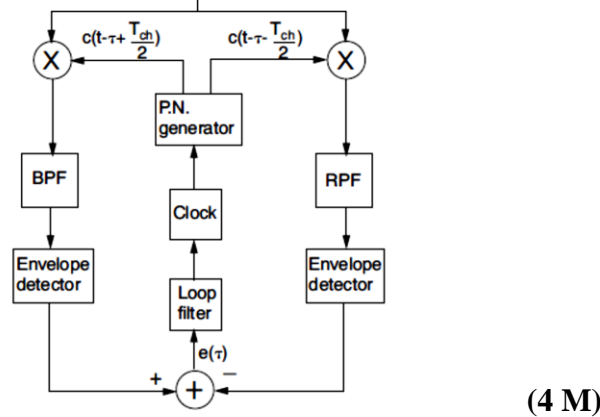 c(t-τ+ Tch/2)
c(t-τ- Tch/2)
X
X
P.N.
generator
BPF
RPF
Clock
Envelope
detector
Envelope
detector
Loop
filter
e(τ)
+
−
+
(4 M)